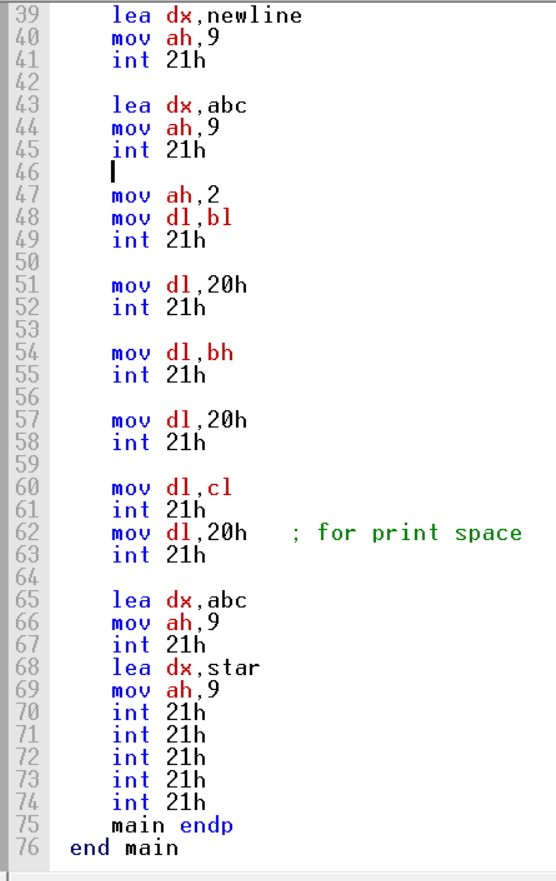 39 lea dx,newline
40 mov ah,9
41 int 21h
42
43 lea dx,abc
44 mov ah,9
45 int 21h
46
47 mov ah,2
48 mov dl,bl
49 int 21h
50
51 mov dl,20h
52 int 21h
53
54 mov dl,bh
55 int 21h
56
57 mov dl,20h
58 int 21h
59
60 mov dl,cl
61 int 21h
62 mov dl,20h ; for print space
63 int 21h
64
65 lea dx,abc
66 mov ah,9
67 int 21h
68 lea dx,star
69 mov ah,9
70 int 21h
71 int 21h
72 int 21h
73 int 21h
74 int 21h
75 main endp
76 end main